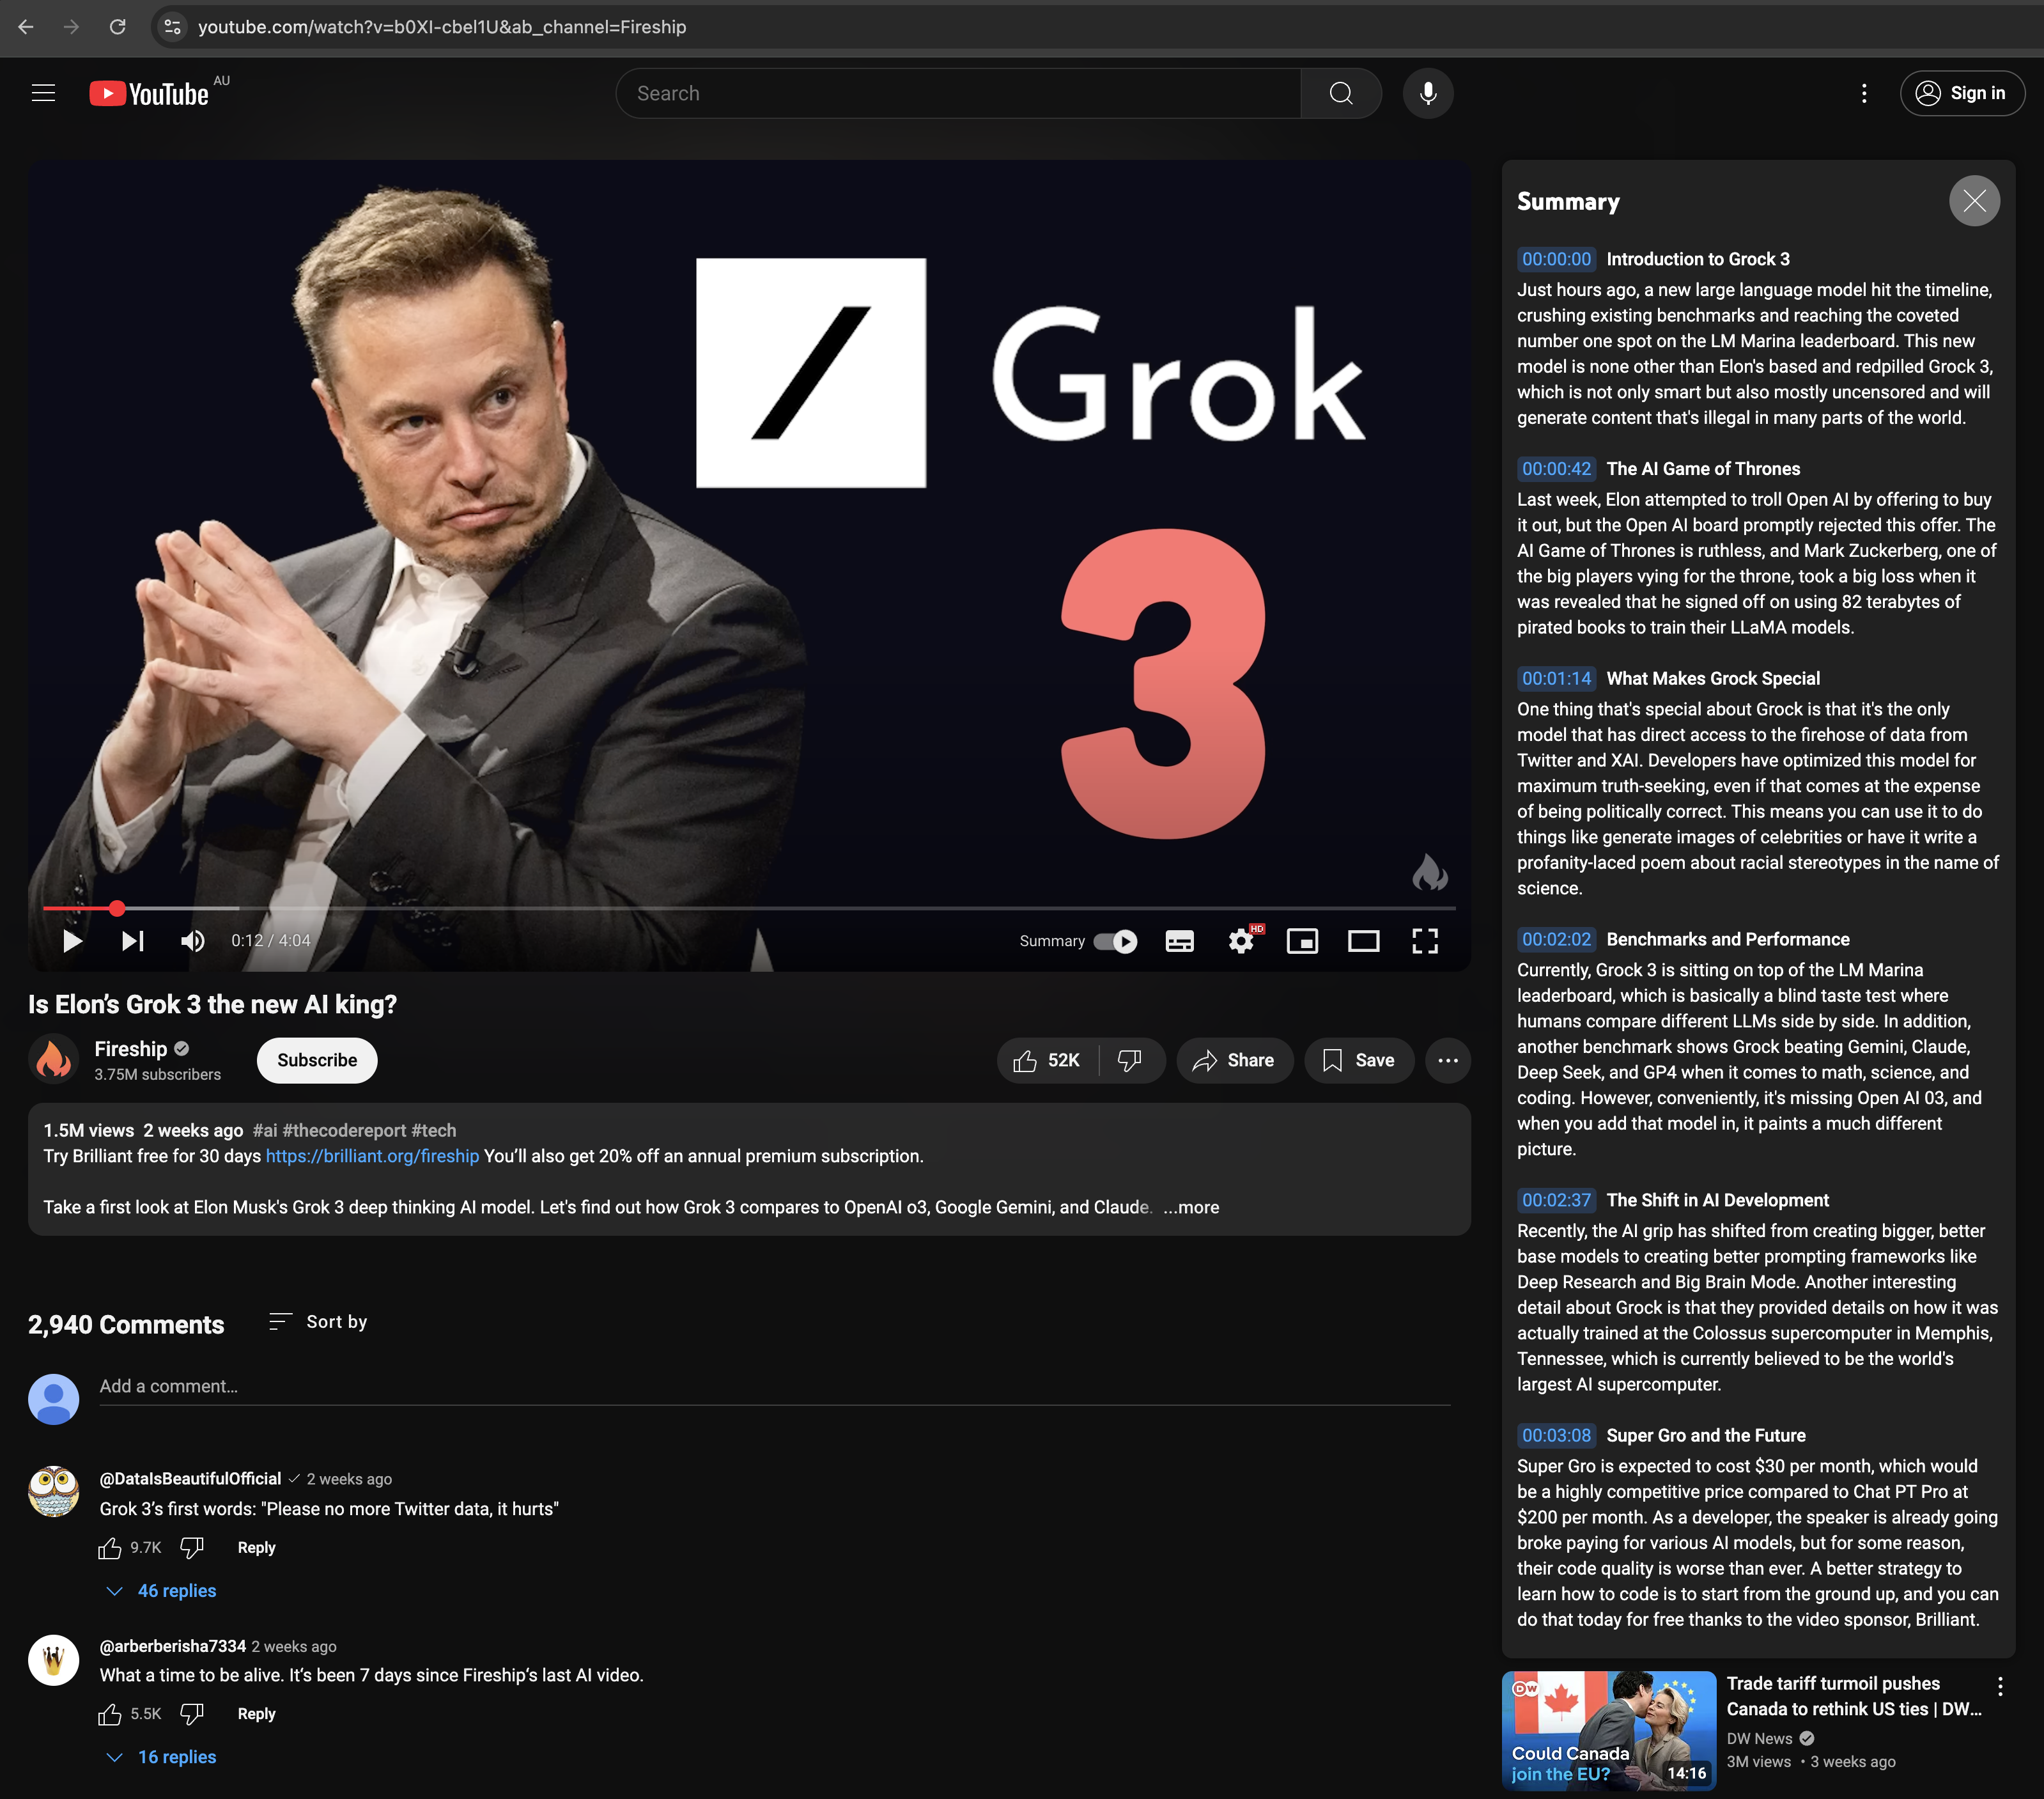 youtube.com/watch?v=b0XI-cbel1U&ab_channel=Fireship
YouTube AU
Search
Sign in
Grok
3
0:12 / 4:04
Summary
HD
Is Elon’s Grok 3 the new AI king?
Fireship
3.75M subscribers
Subscribe
52K
Share
Save
1.5M views 2 weeks ago #ai #thecodereport #tech
Try Brilliant free for 30 days https://brilliant.org/fireship You’ll also get 20% off an annual premium subscription.
Take a first look at Elon Musk's Grok 3 deep thinking AI model. Let's find out how Grok 3 compares to OpenAI o3, Google Gemini, and Claude. ...more
2,940 Comments
Sort by
Add a comment...
@DataIsBeautifulOfficial 2 weeks ago
Grok 3’s first words: "Please no more Twitter data, it hurts"
9.7K
Reply
46 replies
@arberberisha7334 2 weeks ago
What a time to be alive. It‘s been 7 days since Fireship‘s last AI video.
5.5K
Reply
16 replies
Summary
00:00:00 Introduction to Grock 3
Just hours ago, a new large language model hit the timeline,
crushing existing benchmarks and reaching the coveted
number one spot on the LM Marina leaderboard. This new
model is none other than Elon's based and redpilled Grock 3,
which is not only smart but also mostly uncensored and will
generate content that's illegal in many parts of the world.
00:00:42 The AI Game of Thrones
Last week, Elon attempted to troll Open AI by offering to buy
it out, but the Open AI board promptly rejected this offer. The
AI Game of Thrones is ruthless, and Mark Zuckerberg, one of
the big players vying for the throne, took a big loss when it
was revealed that he signed off on using 82 terabytes of
pirated books to train their LLaMA models.
00:01:14 What Makes Grock Special
One thing that's special about Grock is that it's the only
model that has direct access to the firehose of data from
Twitter and XAI. Developers have optimized this model for
maximum truth-seeking, even if that comes at the expense
of being politically correct. This means you can use it to do
things like generate images of celebrities or have it write a
profanity-laced poem about racial stereotypes in the name of
science.
00:02:02 Benchmarks and Performance
Currently, Grock 3 is sitting on top of the LM Marina
leaderboard, which is basically a blind taste test where
humans compare different LLMs side by side. In addition,
another benchmark shows Grock beating Gemini, Claude,
Deep Seek, and GP4 when it comes to math, science, and
coding. However, conveniently, it's missing Open AI 03, and
when you add that model in, it paints a much different
picture.
00:02:37 The Shift in AI Development
Recently, the AI grip has shifted from creating bigger, better
base models to creating better prompting frameworks like
Deep Research and Big Brain Mode. Another interesting
detail about Grock is that they provided details on how it was
actually trained at the Colossus supercomputer in Memphis,
Tennessee, which is currently believed to be the world's
largest AI supercomputer.
00:03:08 Super Gro and the Future
Super Gro is expected to cost $30 per month, which would
be a highly competitive price compared to Chat PT Pro at
$200 per month. As a developer, the speaker is already going
broke paying for various AI models, but for some reason,
their code quality is worse than ever. A better strategy to
learn how to code is to start from the ground up, and you can
do that today for free thanks to the video sponsor, Brilliant.
DW
Could Canada
join the EU?
14:16
Trade tariff turmoil pushes
Canada to rethink US ties | DW...
DW News
3M views • 3 weeks ago